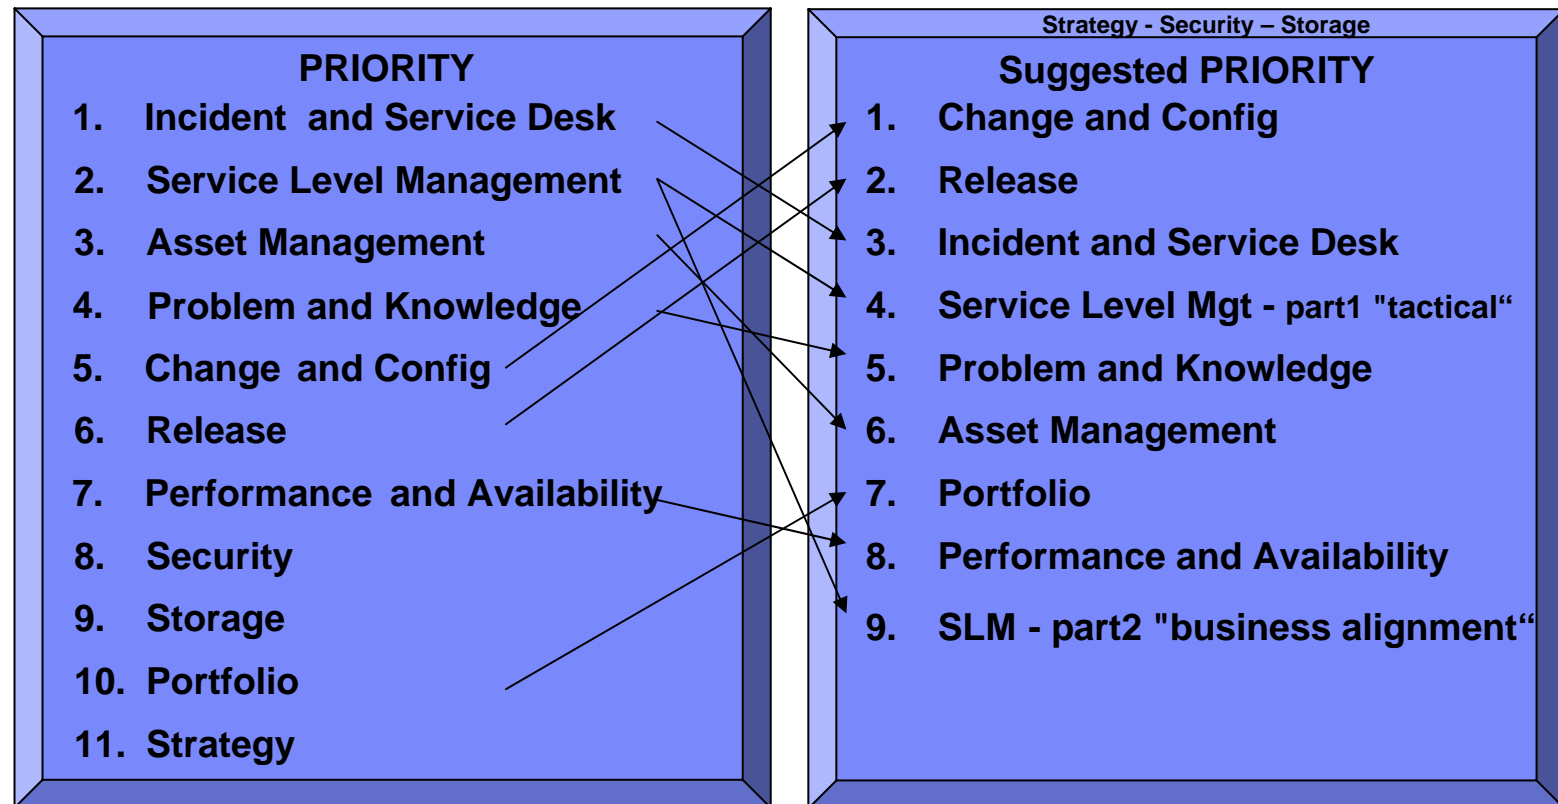 PRIORITY
1. Incident and Service Desk
2. Service Level Management
3. Asset Management
4. Problem and Knowledge
5. Change and Config
6. Release
7. Performance and Availability
8. Security
9. Storage
10. Portfolio
11. Strategy
Strategy - Security – Storage
Suggested PRIORITY
1. Change and Config
2. Release
3. Incident and Service Desk
4. Service Level Mgt - part1 "tactical“
5. Problem and Knowledge
6. Asset Management
7. Portfolio
8. Performance and Availability
9. SLM - part2 "business alignment“